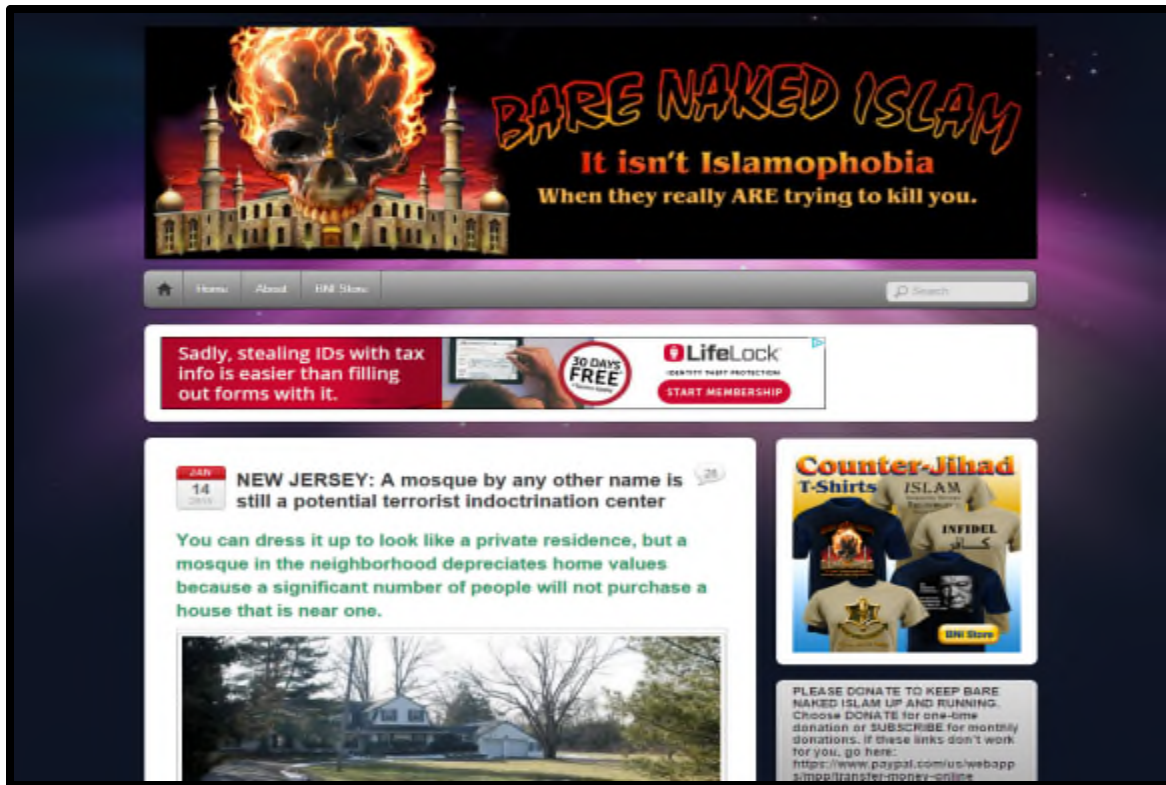 BARE NAKED ISLAM
It isn't Islamophobia
When they really ARE trying to kill you.
Home
About
BNI Store
Search
Sadly, stealing IDs with tax
info is easier than filling
out forms with it.
30 DAYS
FREE
LifeLock
IDENTITY THEFT PROTECTION
START MEMBERSHIP
JAN
14
NEW JERSEY: A mosque by any other name is
still a potential terrorist indoctrination center
You can dress it up to look like a private residence, but a
mosque in the neighborhood depreciates home values
because a significant number of people will not purchase a
house that is near one.
Counter-Jihad
T-Shirts
ISLAM
INFIDEL
كافر
BNI Store
PLEASE DONATE TO KEEP BARE
NAKED ISLAM UP AND RUNNING.
Choose DONATE for one-time
donation or SUBSCRIBE for monthly
donations. If these links don't work
for you, go here:
https://www.paypal.com/us/webapp
s/mpp/transfer-money-online